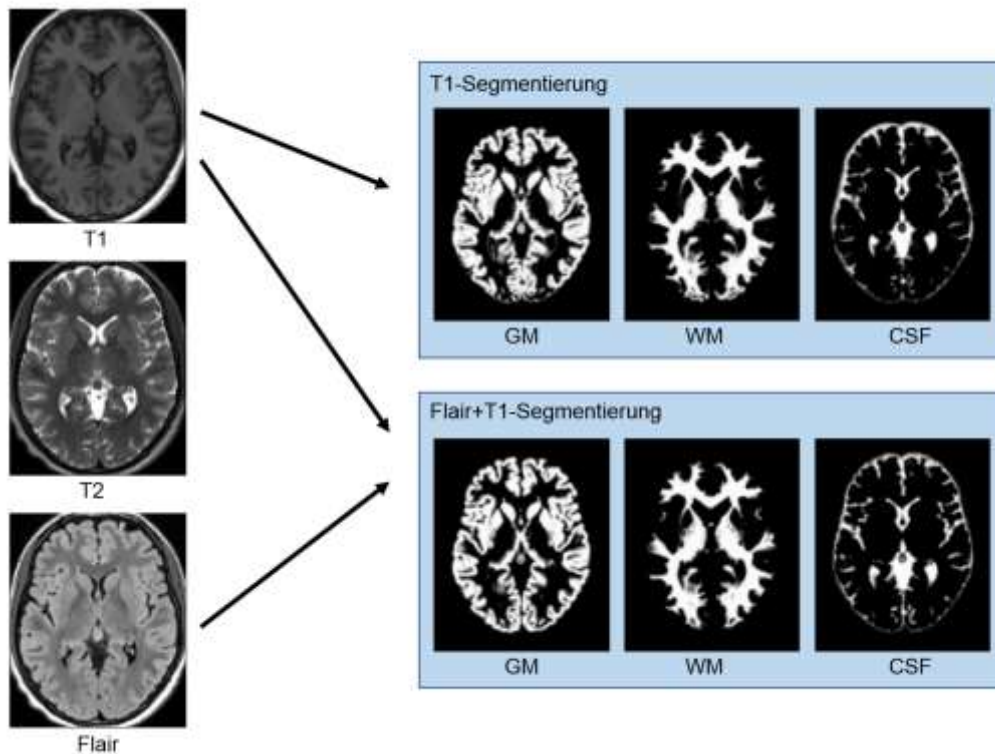 T1
T2
Flair
T1-Segmentierung
GM
WM
CSF
Flair+T1-Segmentierung
GM
WM
CSF